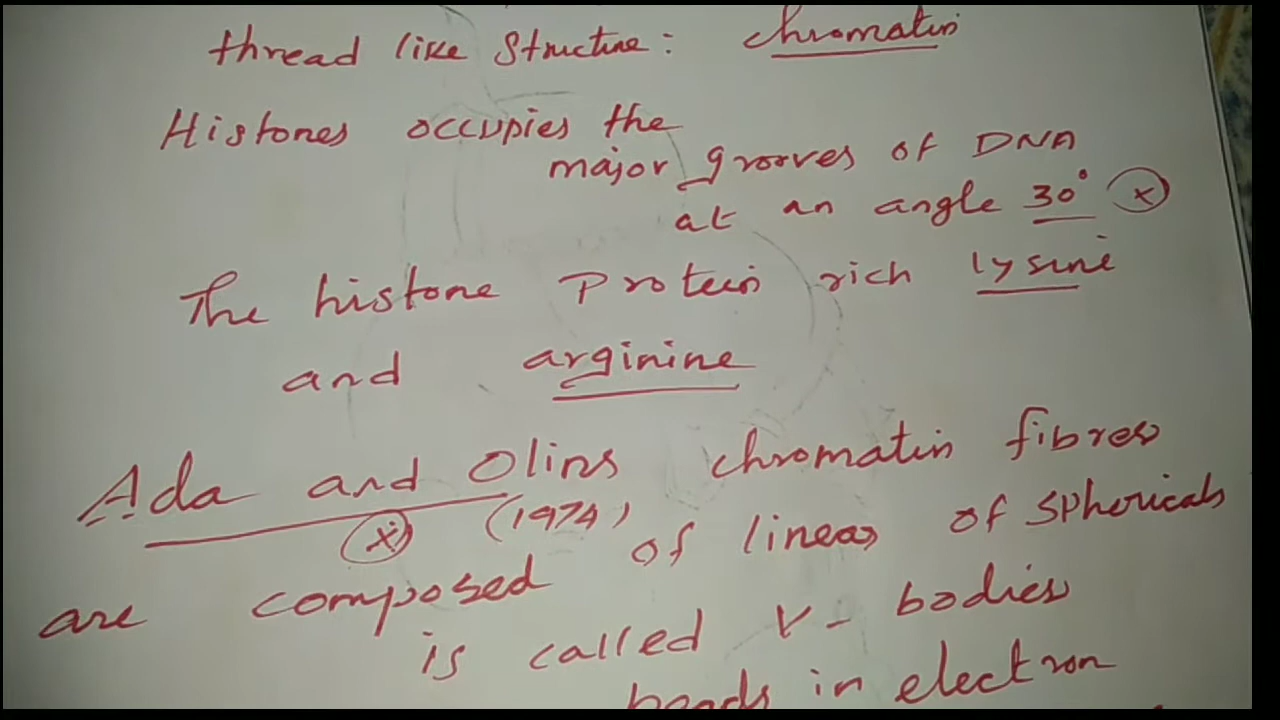 thread like structure: chromatin
Histones occupies the
major grooves of DNA
at an angle 30° ⓧ
The histone Protein rich lysine
and arginine
Ada and Olins chromatin fibres
ⓧ (1974)
are composed of linear of sphericals
is called V- bodies
beads in electron